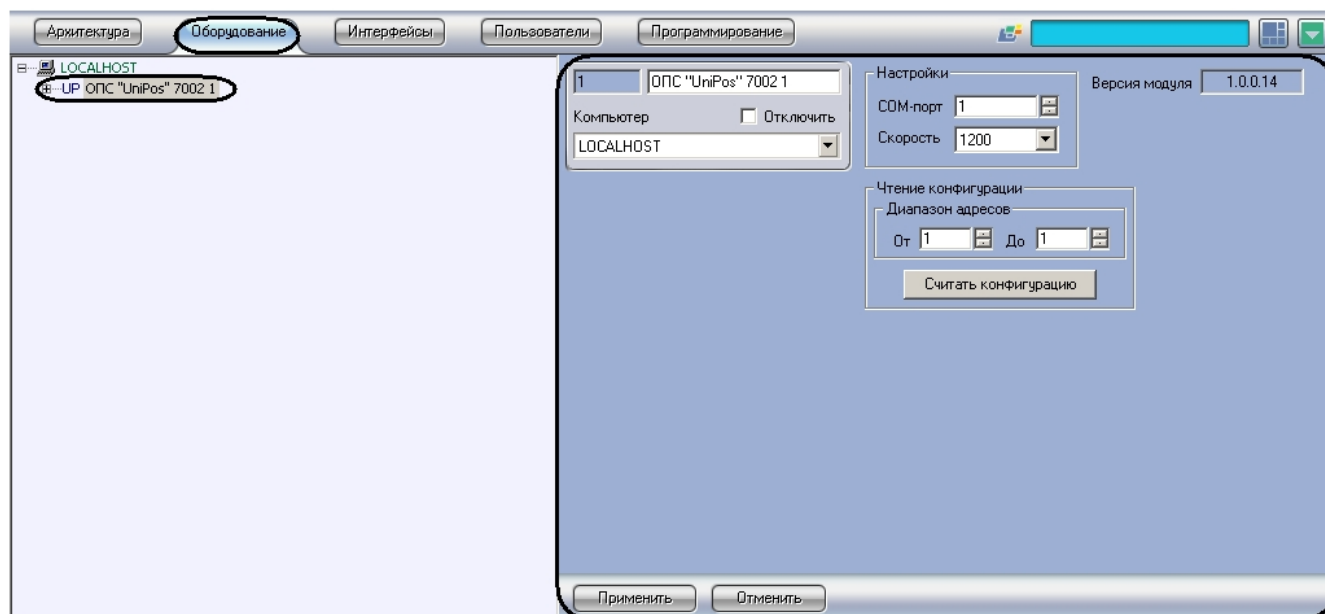 Архитектура Оборудование Интерфейсы Пользователи Программирование
LOCALHOST
UP ОПС "UniPos" 7002 1
1 ОПС "UniPos" 7002 1
Компьютер Отключить
LOCALHOST
Настройки
COM-порт 1
Скорость 1200
Версия модуля 1.0.0.14
Чтение конфигурации
Диапазон адресов
От 1 До 1
Считать конфигурацию
Применить Отменить